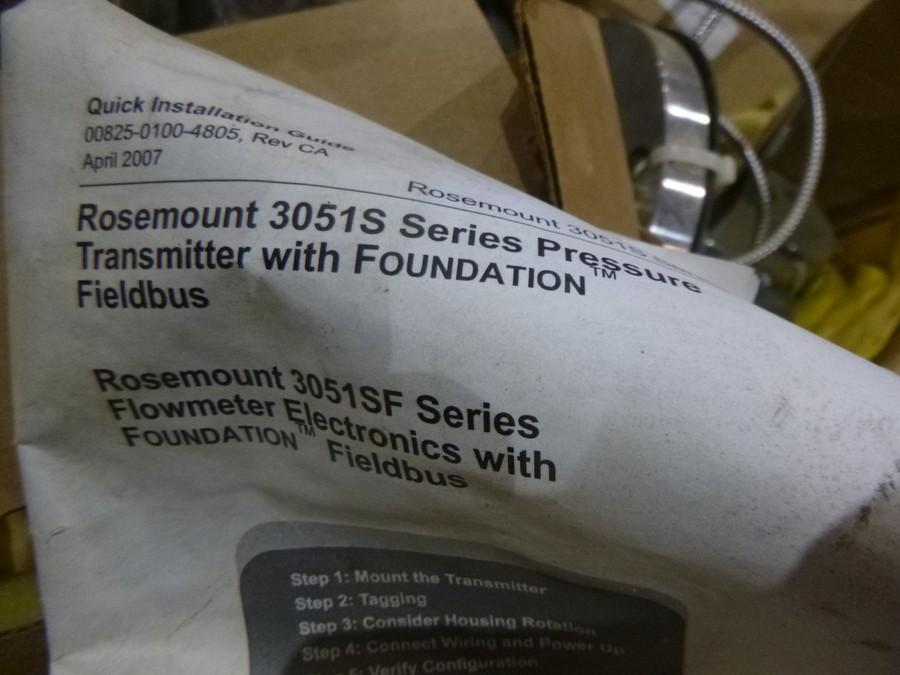 Quick Installation Guide
00825-0100-4805, Rev CA
April 2007
Rosemount 3051S
Rosemount 3051S Series Pressure
Transmitter with FOUNDATION™
Fieldbus
Rosemount 3051SF Series
Flowmeter Electronics with
FOUNDATION™ Fieldbus
Step 1: Mount the Transmitter
Step 2: Tagging
Step 3: Consider Housing Rotation
Step 4: Connect Wiring and Power Up
5: Verify Configuration